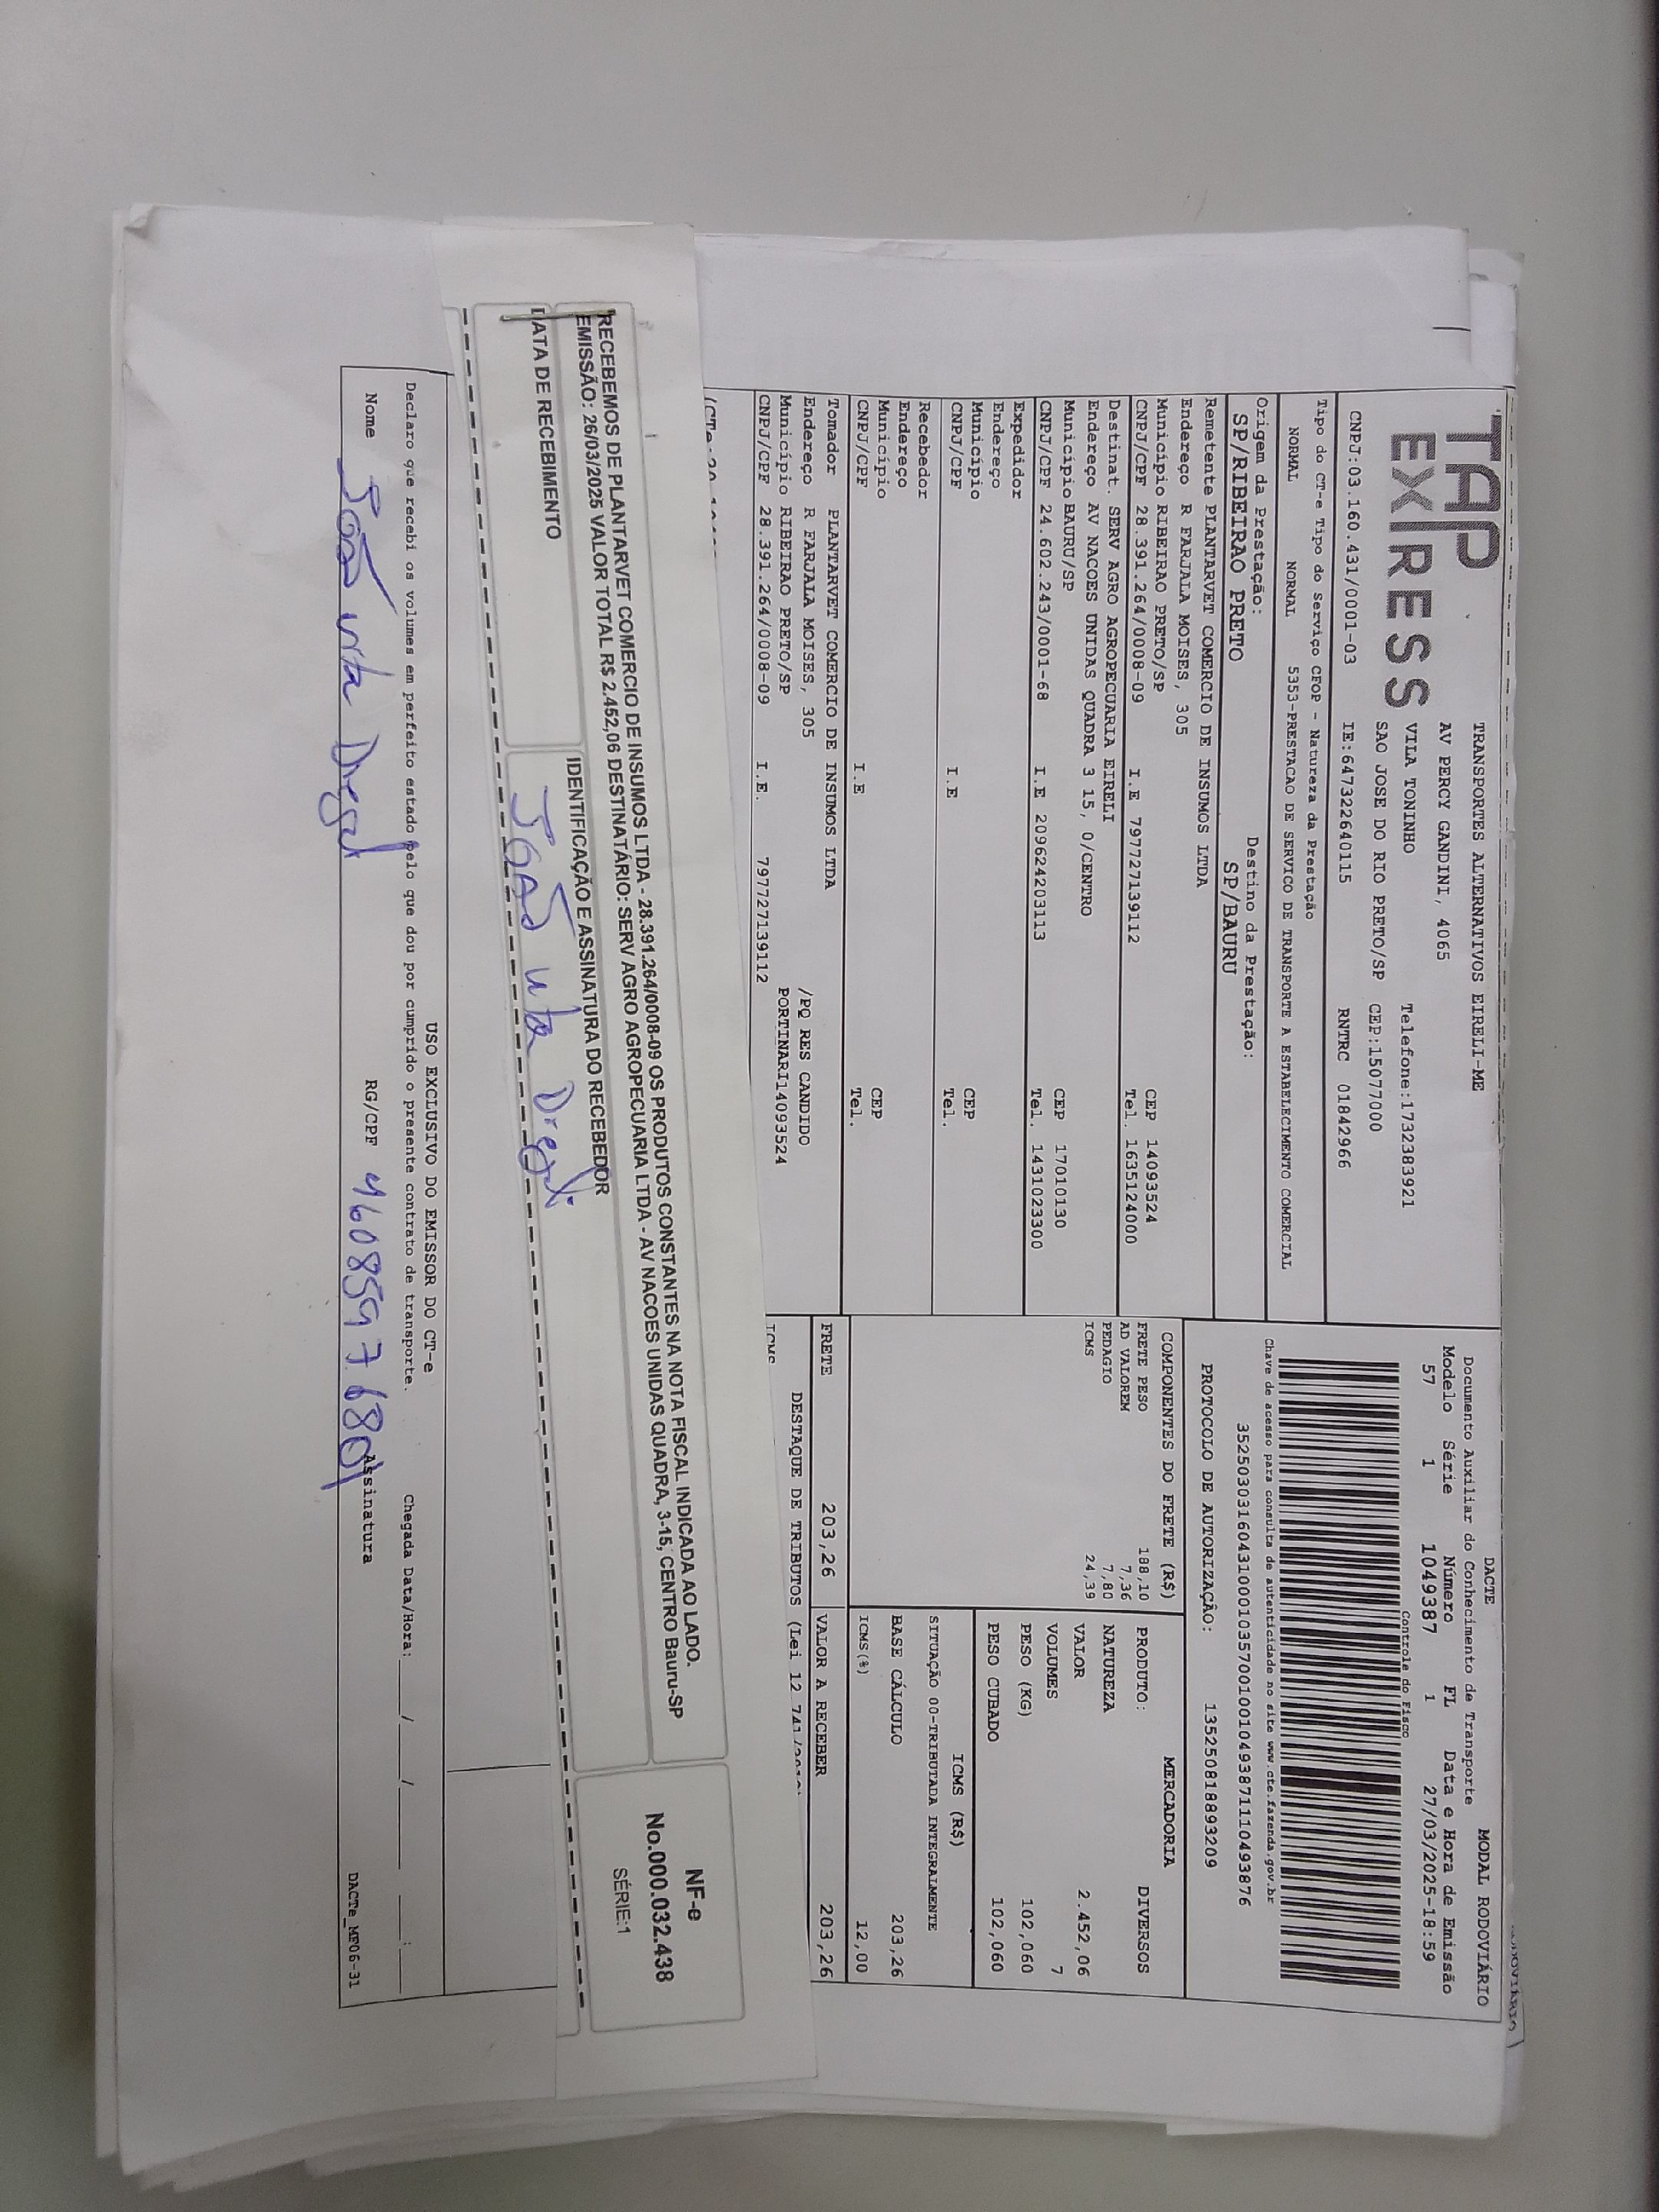 TAP
EXPRESS
TRANSPORTES ALTERNATIVOS EIRELI-ME
AV PERCY GANDINI, 4065
VILA TONINHO Telefone:1732383921
SAO JOSE DO RIO PRETO/SP CEP:15077000
CNPJ:03.160.431/0001-03 IE:647322640115 RNTRC 01842966
Tipo do CT-e Tipo do Serviço CFOP - Natureza da Prestação
NORMAL NORMAL 5353-PRESTACAO DE SERVICO DE TRANSPORTE A ESTABELECIMENTO COMERCIAL
Origem da Prestação: Destino da Prestação:
SP/RIBEIRAO PRETO SP/BAURU
Remetente PLANTARVET COMERCIO DE INSUMOS LTDA
Endereço R FARJALA MOISES, 305
Município RIBEIRAO PRETO/SP CEP 14093524
CNPJ/CPF 28.391.264/0008-09 I.E 797727139112 Tel. 1635124000
Destinat. SERV AGRO AGROPECUARIA EIRELI
Endereço AV NACOES UNIDAS QUADRA 3 15, 0/CENTRO
Município BAURU/SP CEP 17010130
CNPJ/CPF 24.602.243/0001-68 I.E 209624203113 Tel. 1431023300
Expedidor
Endereço
Município CEP
CNPJ/CPF I.E Tel.
Recebedor
Endereço
Município CEP
CNPJ/CPF I.E Tel.
Tomador PLANTARVET COMERCIO DE INSUMOS LTDA
Endereço R FARJALA MOISES, 305 /PQ RES CANDIDO
Município RIBEIRAO PRETO/SP PORTINARI14093524
CNPJ/CPF 28.391.264/0008-09 I.E. 797727139112
DACTE MODAL RODOVIÁRIO
Documento Auxiliar do Conhecimento de Transporte
Modelo Série Número FL Data e Hora de Emissão
57 1 1049387 1 27/03/2025-18:59
Controle do Fisco
Chave de acesso para consulta de autenticidade no site www.cte.fazenda.gov.br
35250303160431000103570010010493871110493876
PROTOCOLO DE AUTORIZAÇÃO: 135250818893209
COMPONENTES DO FRETE (R$)
FRETE PESO 188,10
AD VALOREM 7,36
PEDAGIO 7,80
ICMS 24,39
MERCADORIA
PRODUTO: DIVERSOS
NATUREZA
VALOR 2.452,06
VOLUMES 7
PESO (KG) 102,060
PESO CUBADO 102,060
ICMS (R$)
SITUAÇÃO 00-TRIBUTADA INTEGRALMENTE
BASE CÁLCULO 203,26
ICMS(%) 12,00
FRETE 203,26 VALOR A RECEBER 203,26
DESTAQUE DE TRIBUTOS (Lei 12
ICMS
RECEBEMOS DE PLANTARVET COMERCIO DE INSUMOS LTDA - 28.391.264/0008-09 OS PRODUTOS CONSTANTES NA NOTA FISCAL INDICADA AO LADO.
EMISSÃO: 26/03/2025 VALOR TOTAL R$ 2.452,06 DESTINATÁRIO: SERV AGRO AGROPECUARIA LTDA - AV NACOES UNIDAS QUADRA, 3-15, CENTRO Bauru-SP
DATA DE RECEBIMENTO
IDENTIFICAÇÃO E ASSINATURA DO RECEBEDOR
João
NF-e
No.000.032.438
SÉRIE:1
USO EXCLUSIVO DO EMISSOR DO CT-e
Declaro que recebi os volumes em perfeito estado pelo que dou por cumprido o presente contrato de transporte. Chegada Data/Hora: ____/____/____ ____:____
Nome João RG/CPF Assinatura
DACTe_MF06-31